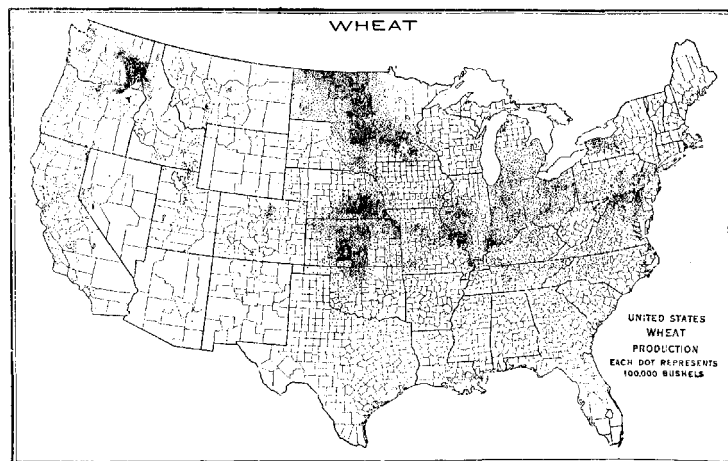 WHEAT
UNITED STATES
WHEAT
PRODUCTION
EACH DOT REPRESENTS
100,000 BUSHELS